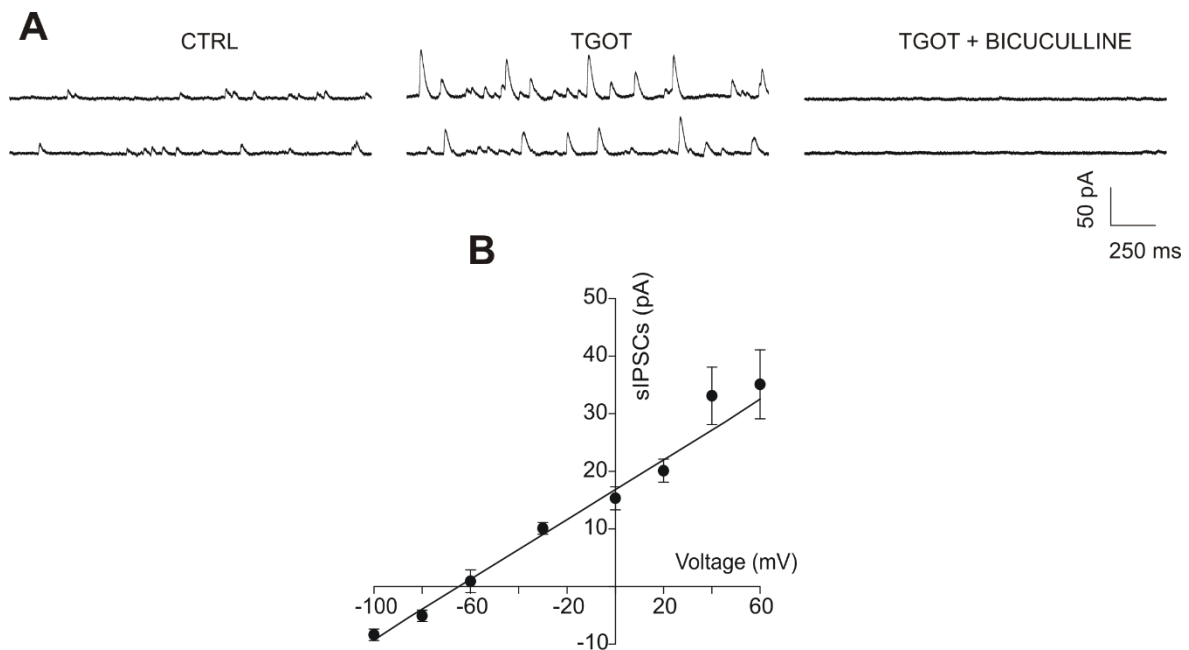 A
CTRL
TGOT
TGOT + BICUCULLINE
50 pA
250 ms
B
sIPSCs (pA)
50
40
30
20
10
-10
Voltage (mV)
-100
-60
-20
20
60